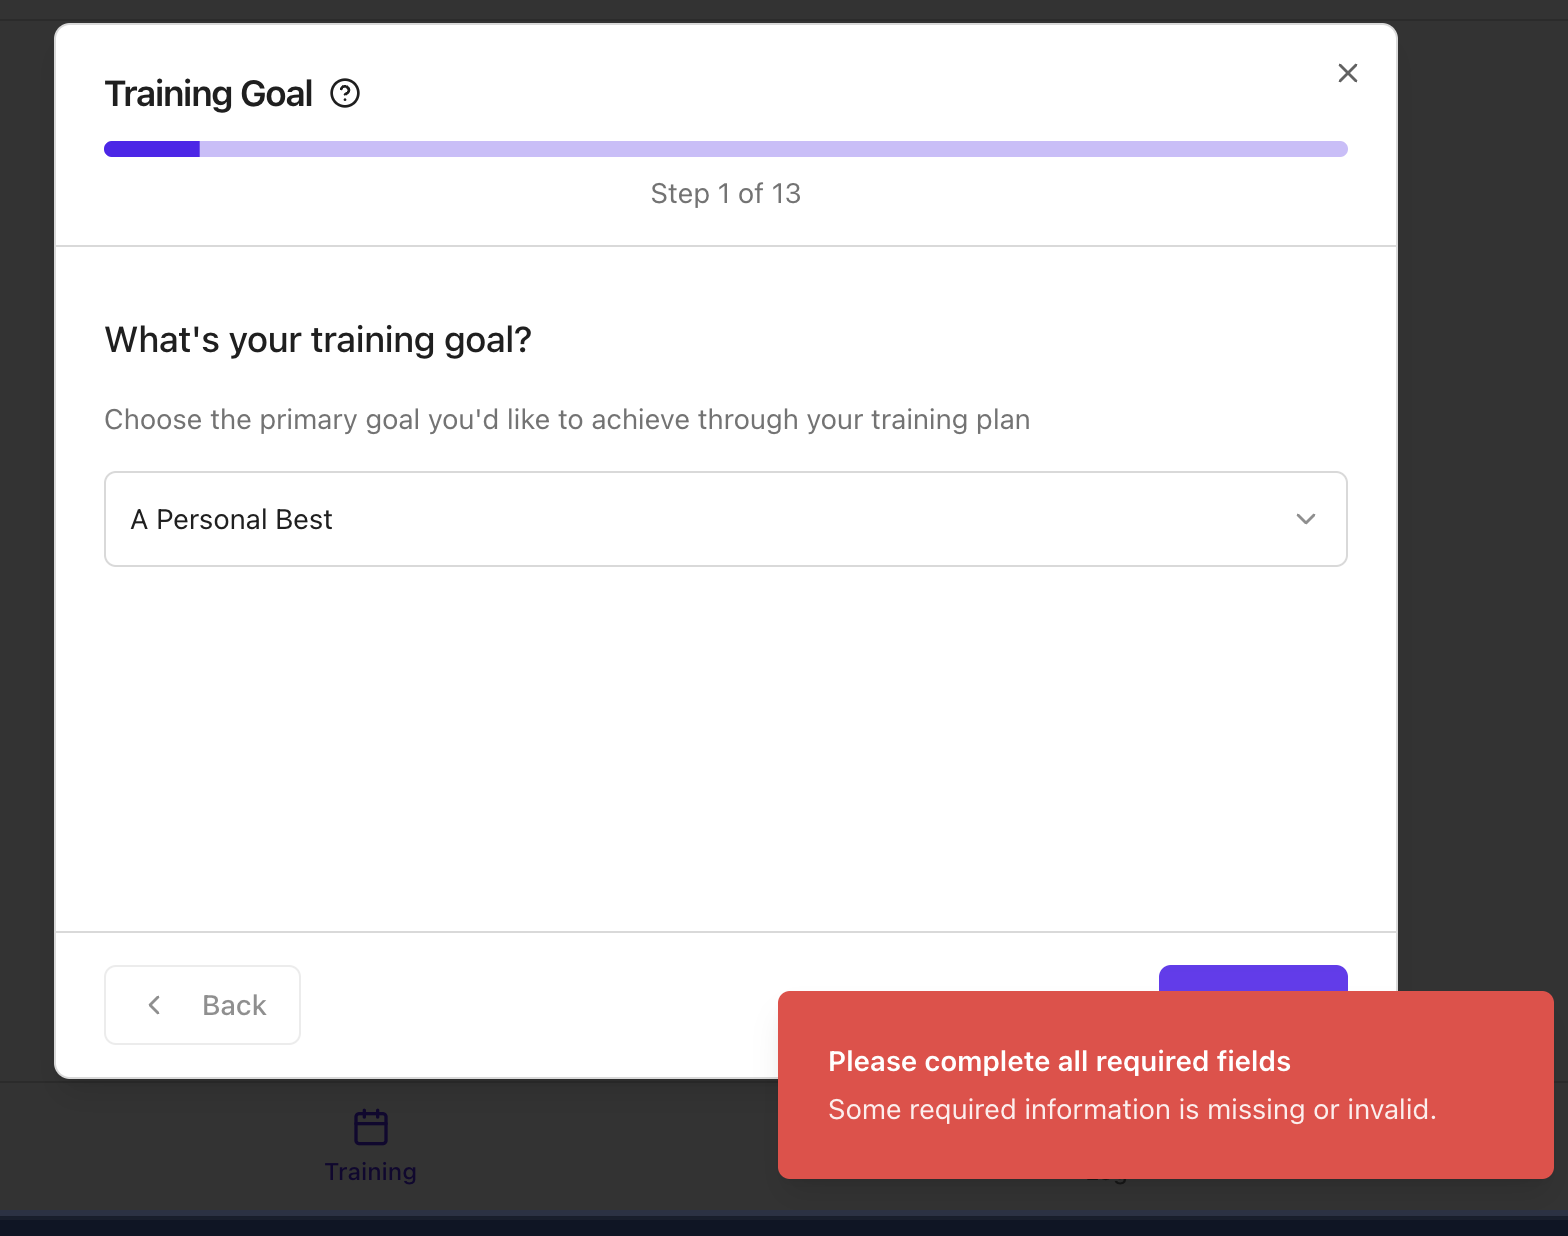 Training Goal
Step 1 of 13
What's your training goal?
Choose the primary goal you'd like to achieve through your training plan
A Personal Best
Back
Please complete all required fields
Some required information is missing or invalid.
Training